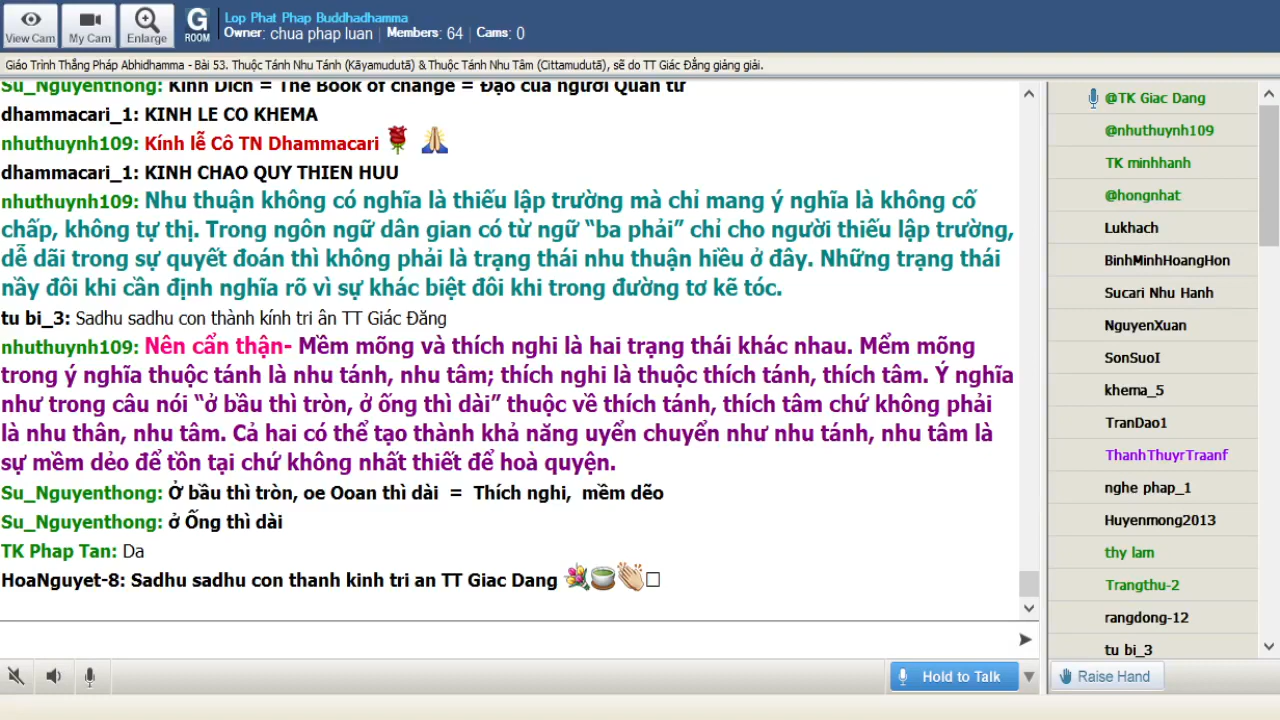 View Cam
My Cam
Enlarge
G
ROOM
Lop Phat Phap Buddhadhamma
Owner: chua phap luan | Members: 64 | Cams: 0
Giáo Trình Thắng Pháp Abhidhamma - Bài 53. Thuộc Tánh Nhu Tánh (Kāyamudutā) & Thuộc Tánh Nhu Tâm (Cittamudutā), sẽ do TT Giác Đẳng giảng giải.
Su_Nguyenthong: Kinh Dịch = The Book of change = Đạo của người Quân tử
dhammacari_1: KINH LE CO KHEMA
nhuthuynh109: Kính lễ Cô TN Dhammacari
dhammacari_1: KINH CHAO QUY THIEN HUU
nhuthuynh109: Nhu thuận không có nghĩa là thiếu lập trường mà chỉ mang ý nghĩa là không cố
chấp, không tự thị. Trong ngôn ngữ dân gian có từ ngữ “ba phải” chỉ cho người thiếu lập trường,
dễ dãi trong sự quyết đoán thì không phải là trạng thái nhu thuận hiều ở đây. Những trạng thái
nầy đôi khi cần định nghĩa rõ vì sự khác biệt đôi khi trong đường tơ kẽ tóc.
tu bi_3: Sadhu sadhu con thành kính tri ân TT Giác Đăng
nhuthuynh109: Nên cẩn thận- Mềm mõng và thích nghi là hai trạng thái khác nhau. Mểm mõng
trong ý nghĩa thuộc tánh là nhu tánh, nhu tâm; thích nghi là thuộc thích tánh, thích tâm. Ý nghĩa
như trong câu nói “ở bầu thì tròn, ở ống thì dài” thuộc về thích tánh, thích tâm chứ không phải
là nhu thân, nhu tâm. Cả hai có thể tạo thành khả năng uyển chuyển như nhu tánh, nhu tâm là
sự mềm dẻo để tồn tại chứ không nhất thiết để hoà quyện.
Su_Nguyenthong: Ở bầu thì tròn, oe Ooan thì dài = Thích nghi, mềm dẽo
Su_Nguyenthong: ở Ống thì dài
TK Phap Tan: Da
HoaNguyet-8: Sadhu sadhu con thanh kinh tri an TT Giac Dang
@TK Giac Dang
@nhuthuynh109
TK minhhanh
@hongnhat
Lukhach
BinhMinhHoangHon
Sucari Nhu Hanh
NguyenXuan
SonSuoI
khema_5
TranDao1
ThanhThuyrTraanf
nghe phap_1
Huyenmong2013
thy lam
Trangthu-2
rangdong-12
tu bi_3
Hold to Talk
Raise Hand